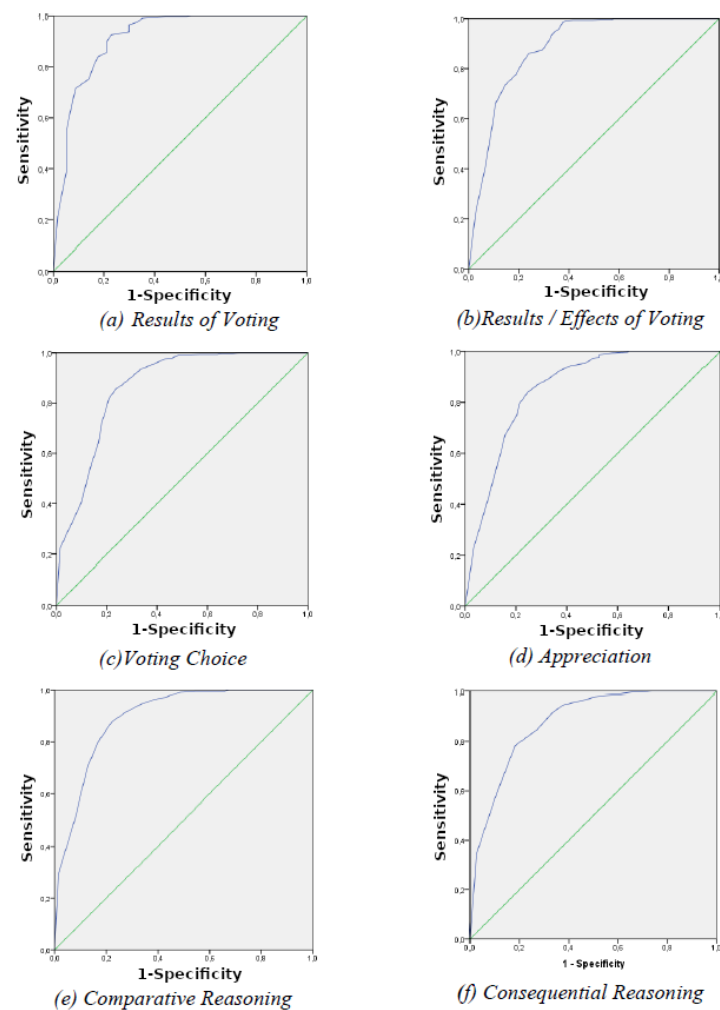 1,0
0,8
0,6
0,4
0,2
0,0
Sensitivity
0,0 0,2 0,4 0,6 0,8 1,0
1-Specificity
(a) Results of Voting
1,0
0,8
0,6
0,4
0,2
0,0
Sensitivity
0,0 0,2 0,4 0,6 0,8 1,0
1-Specificity
(b)Results / Effects of Voting
1,0
0,8
0,6
0,4
0,2
0,0
Sensitivity
0,0 0,2 0,4 0,6 0,8 1,0
1-Specificity
(c)Voting Choice
1,0
0,8
0,6
0,4
0,2
0,0
Sensitivity
0,0 0,2 0,4 0,6 0,8 1,0
1-Specificity
(d) Appreciation
1,0
0,8
0,6
0,4
0,2
0,0
Sensitivity
0,0 0,2 0,4 0,6 0,8 1,0
1-Specificity
(e) Comparative Reasoning
1,0
0,8
0,6
0,4
0,2
0,0
Sensitivity
0,0 0,2 0,4 0,6 0,8 1,0
1 - Specificity
(f) Consequential Reasoning